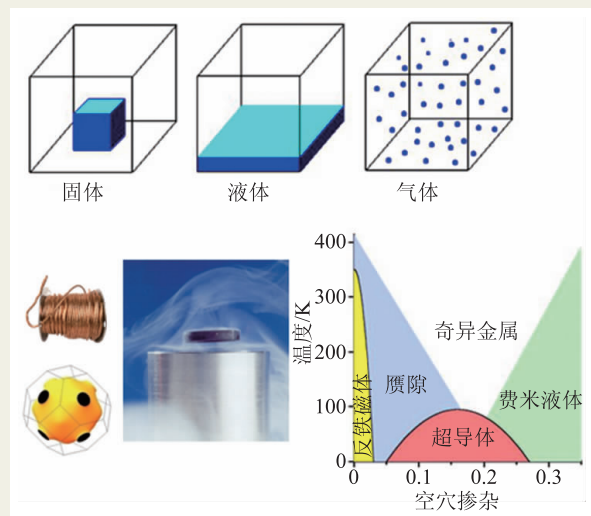 固体
液体
气体
温度/K
400
300
200
100
0
反铁磁体
赝隙
奇异金属
费米液体
超导体
0
0.1
0.2
0.3
空穴掺杂